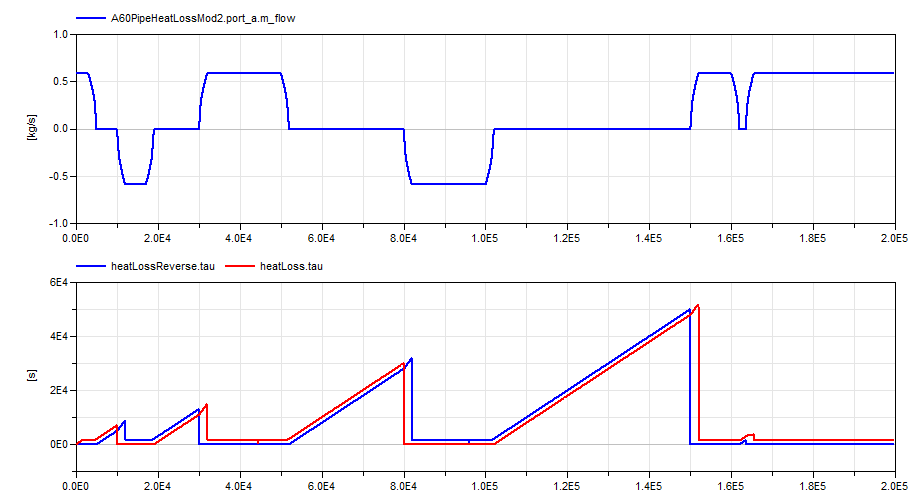 A60PipeHeatLossMod2.port_a.m_flow
1.0
0.5
0.0
-0.5
-1.0
[kg/s]
0.0E0 2.0E4 4.0E4 6.0E4 8.0E4 1.0E5 1.2E5 1.4E5 1.6E5 1.8E5 2.0E5
heatLossReverse.tau heatLoss.tau
6E4
4E4
2E4
0E0
[s]
0.0E0 2.0E4 4.0E4 6.0E4 8.0E4 1.0E5 1.2E5 1.4E5 1.6E5 1.8E5 2.0E5